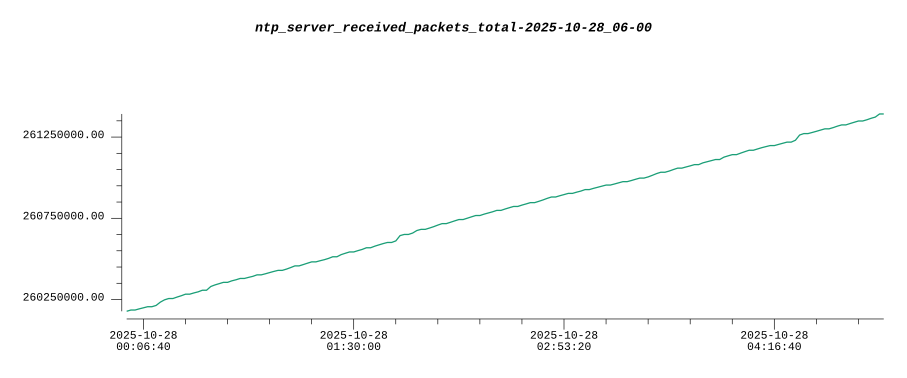 ntp_server_received_packets_total-2025-10-28_06-00
261250000.00
260750000.00
260250000.00
2025-10-28 2025-10-28 2025-10-28 2025-10-28
00:06:40 01:30:00 02:53:20 04:16:40